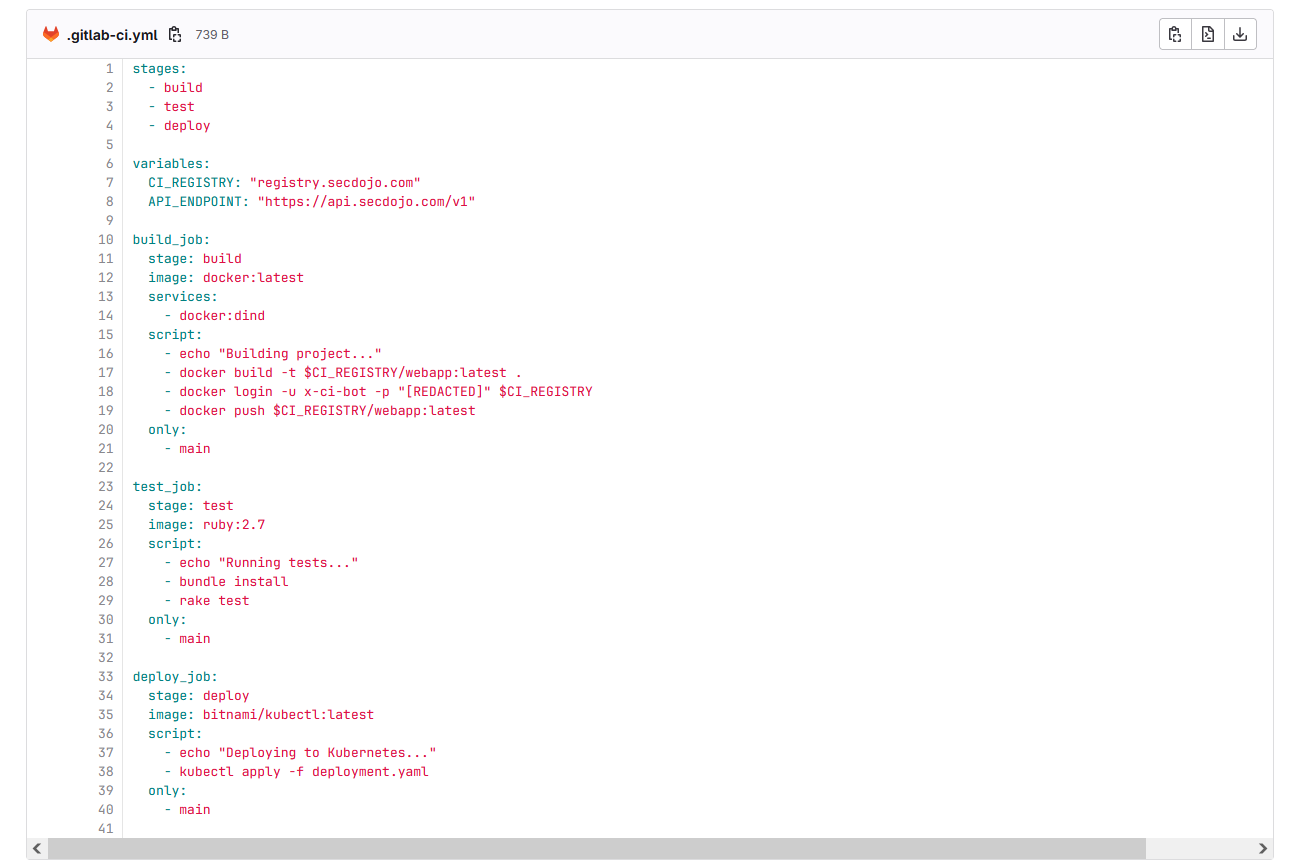 .gitlab-ci.yml 739 B
1 stages:
2   - build
3   - test
4   - deploy
5
6 variables:
7   CI_REGISTRY: "registry.secdojo.com"
8   API_ENDPOINT: "https://api.secdojo.com/v1"
9
10 build_job:
11   stage: build
12   image: docker:latest
13   services:
14     - docker:dind
15   script:
16     - echo "Building project..."
17     - docker build -t $CI_REGISTRY/webapp:latest .
18     - docker login -u x-ci-bot -p "[REDACTED]" $CI_REGISTRY
19     - docker push $CI_REGISTRY/webapp:latest
20   only:
21     - main
22
23 test_job:
24   stage: test
25   image: ruby:2.7
26   script:
27     - echo "Running tests..."
28     - bundle install
29     - rake test
30   only:
31     - main
32
33 deploy_job:
34   stage: deploy
35   image: bitnami/kubectl:latest
36   script:
37     - echo "Deploying to Kubernetes..."
38     - kubectl apply -f deployment.yaml
39   only:
40     - main
41